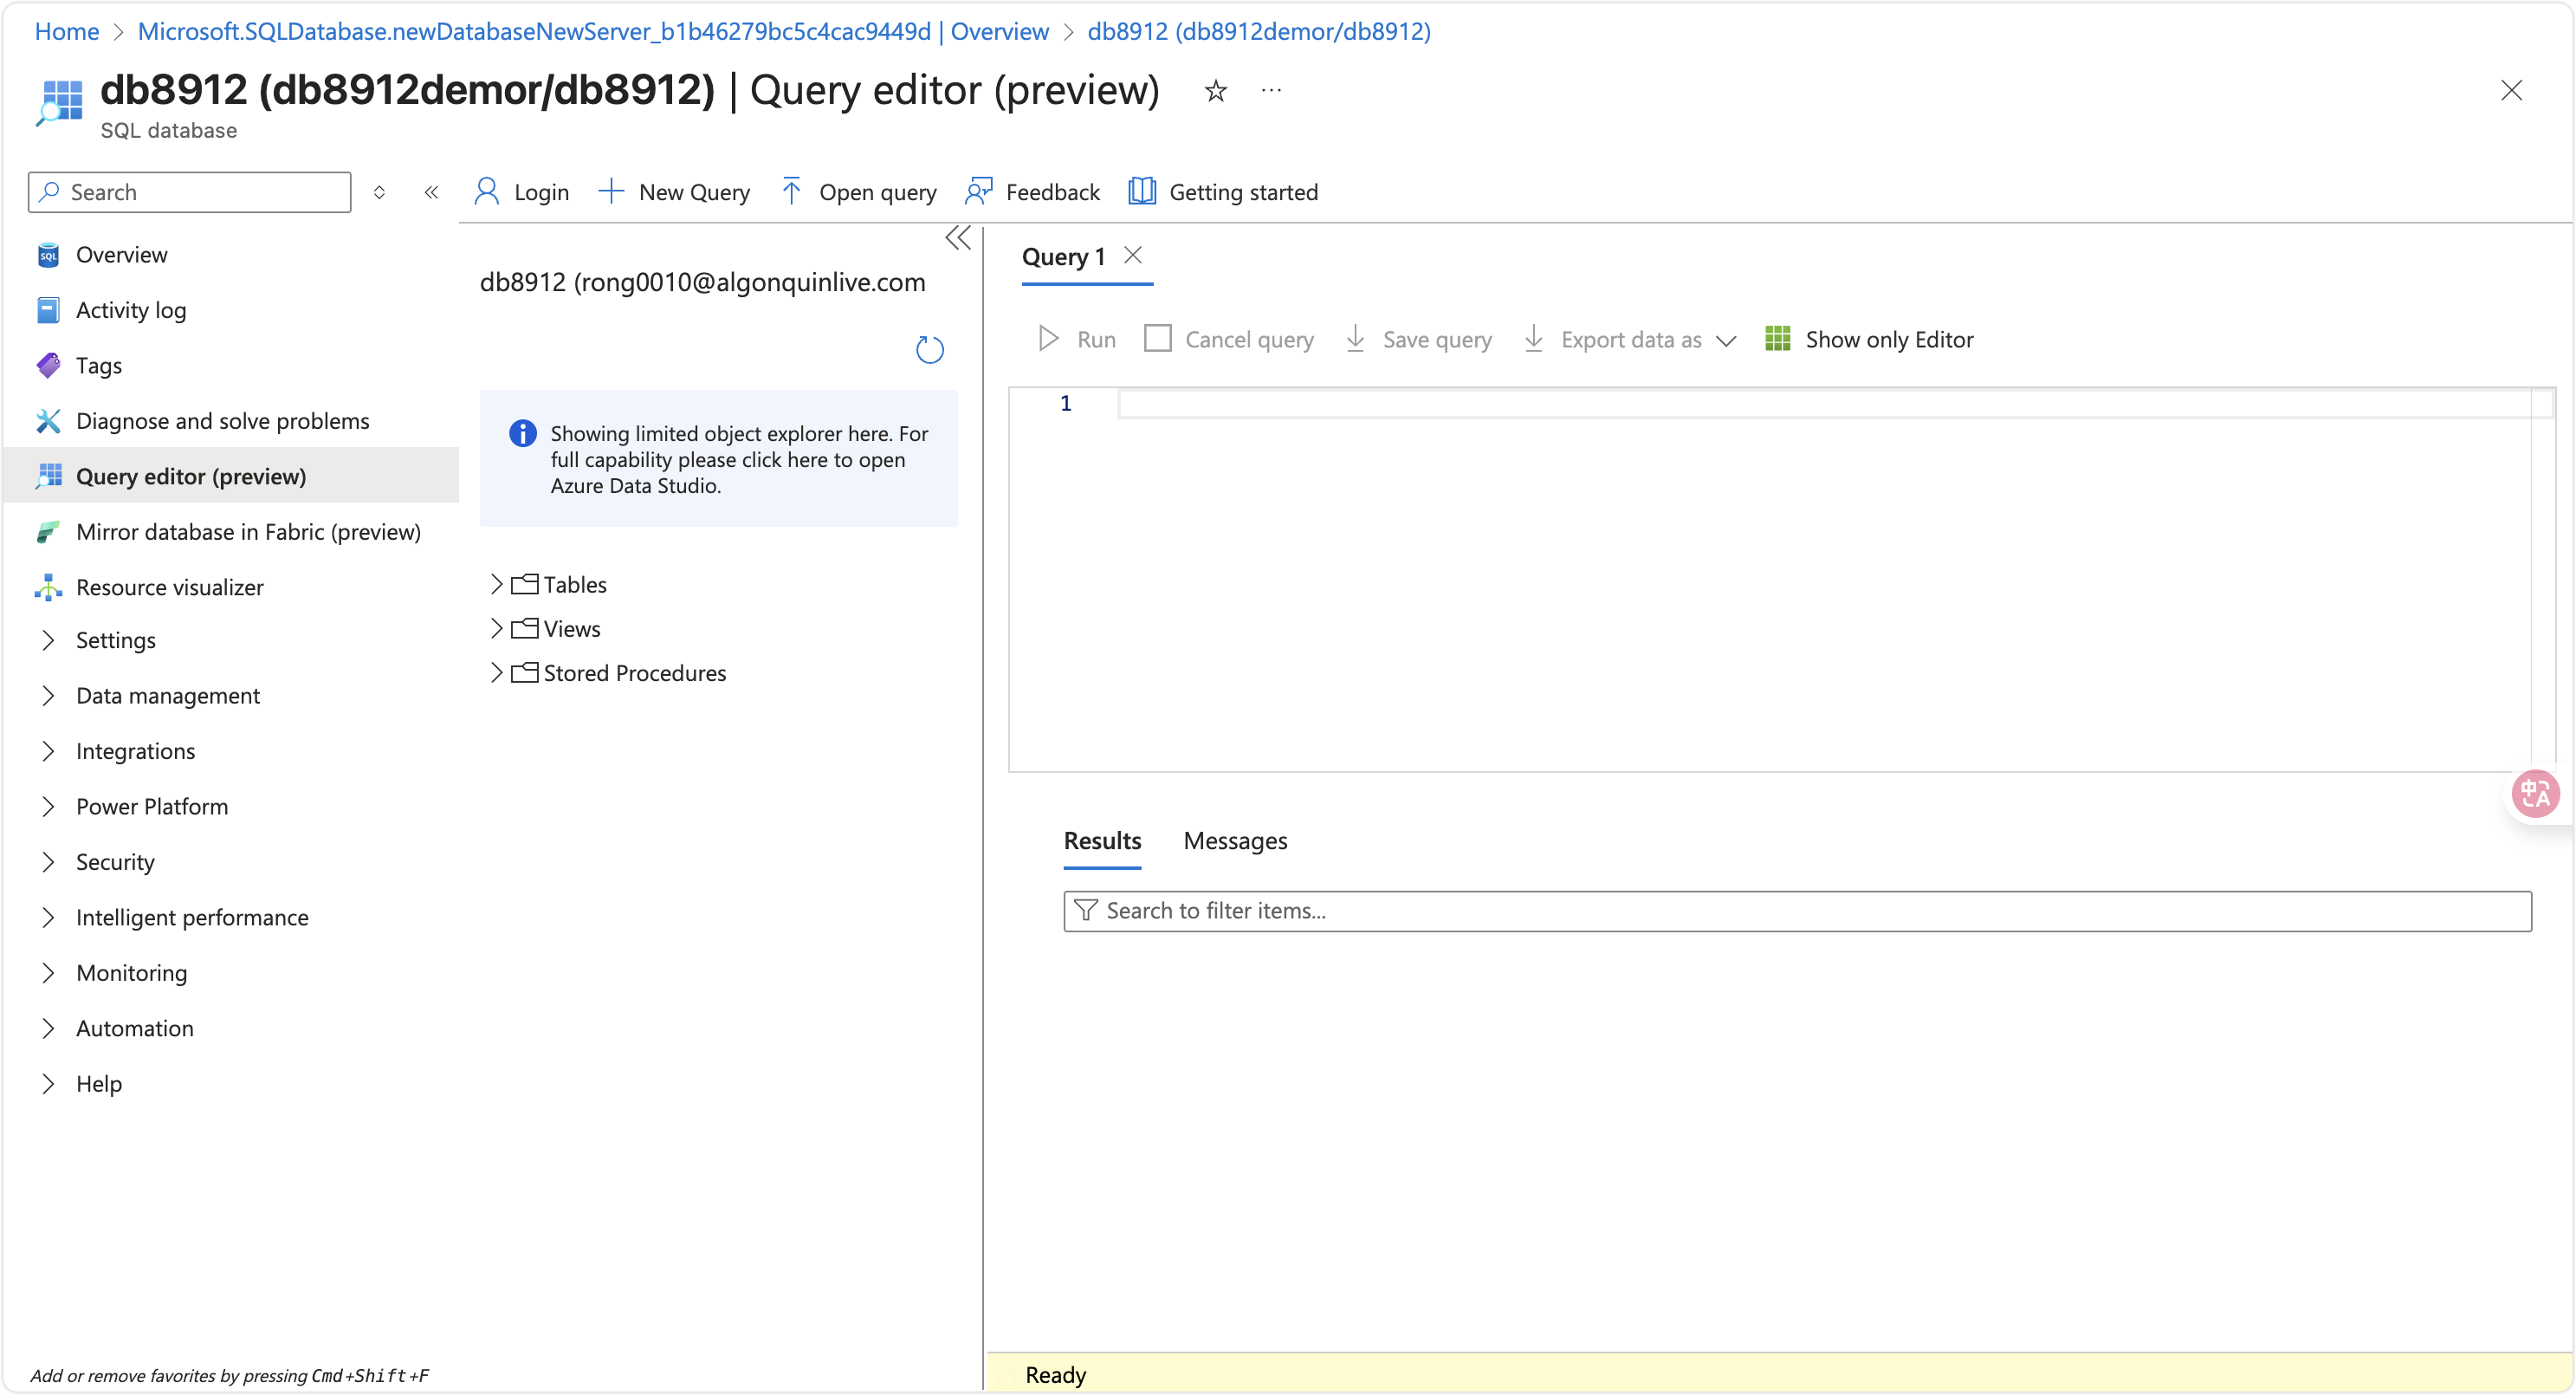 Home > Microsoft.SQLDatabase.newDatabaseNewServer_b1b46279bc5c4cac9449d | Overview > db8912 (db8912demor/db8912)
db8912 (db8912demor/db8912) | Query editor (preview)
SQL database
Search
Login
New Query
Open query
Feedback
Getting started
Overview
Activity log
Tags
Diagnose and solve problems
Query editor (preview)
Mirror database in Fabric (preview)
Resource visualizer
Settings
Data management
Integrations
Power Platform
Security
Intelligent performance
Monitoring
Automation
Help
Add or remove favorites by pressing Cmd+Shift+F
db8912 (rong0010@algonquinlive.com
Showing limited object explorer here. For
full capability please click here to open
Azure Data Studio.
Tables
Views
Stored Procedures
Query 1
Run
Cancel query
Save query
Export data as
Show only Editor
1
Results
Messages
Search to filter items...
Ready
SQL
中A